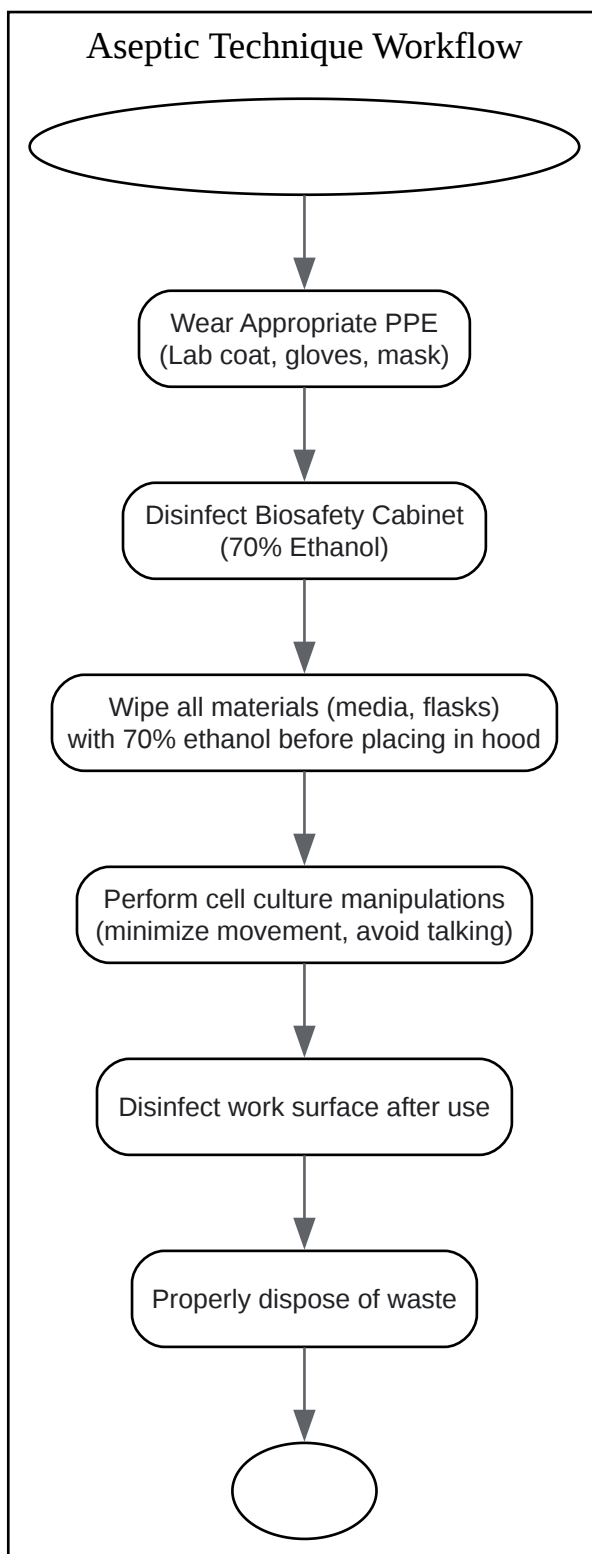 Aseptic Technique Workflow
Wear Appropriate PPE
(Lab coat, gloves, mask)
Disinfect Biosafety Cabinet
(70% Ethanol)
Wipe all materials (media, flasks)
with 70% ethanol before placing in hood
Perform cell culture manipulations
(minimize movement, avoid talking)
Disinfect work surface after use
Properly dispose of waste